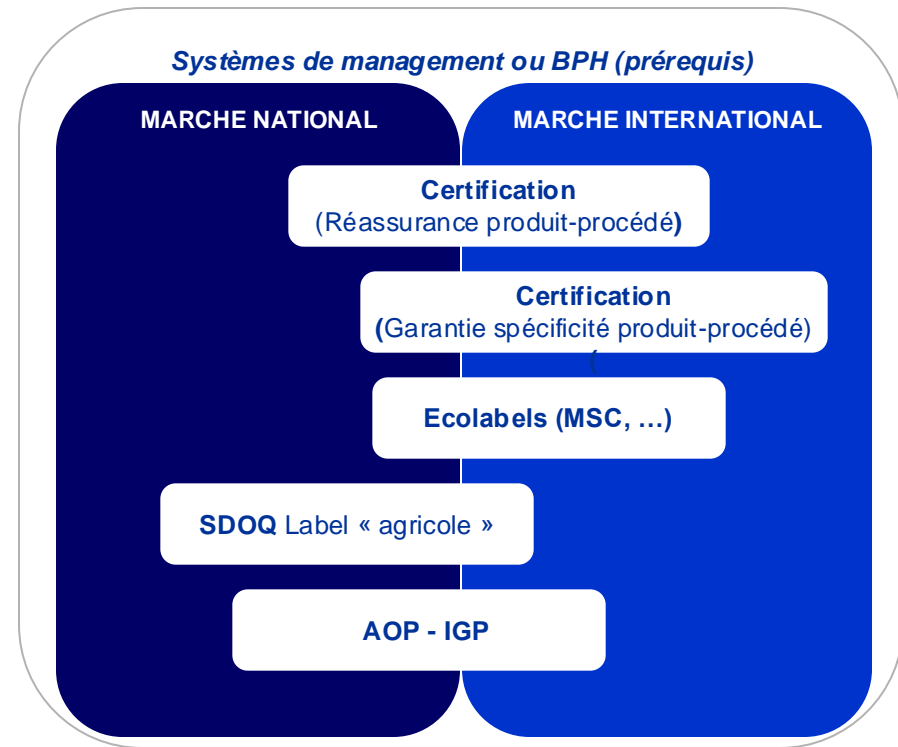 Systèmes de management ou BPH (prérequis)
MARCHE NATIONAL
MARCHE INTERNATIONAL
Certification
(Réassurance produit-procédé)
Certification
(Garantie spécificité produit-procédé)
(
Ecolabels (MSC, …)
SDOQ Label « agricole »
AOP - IGP